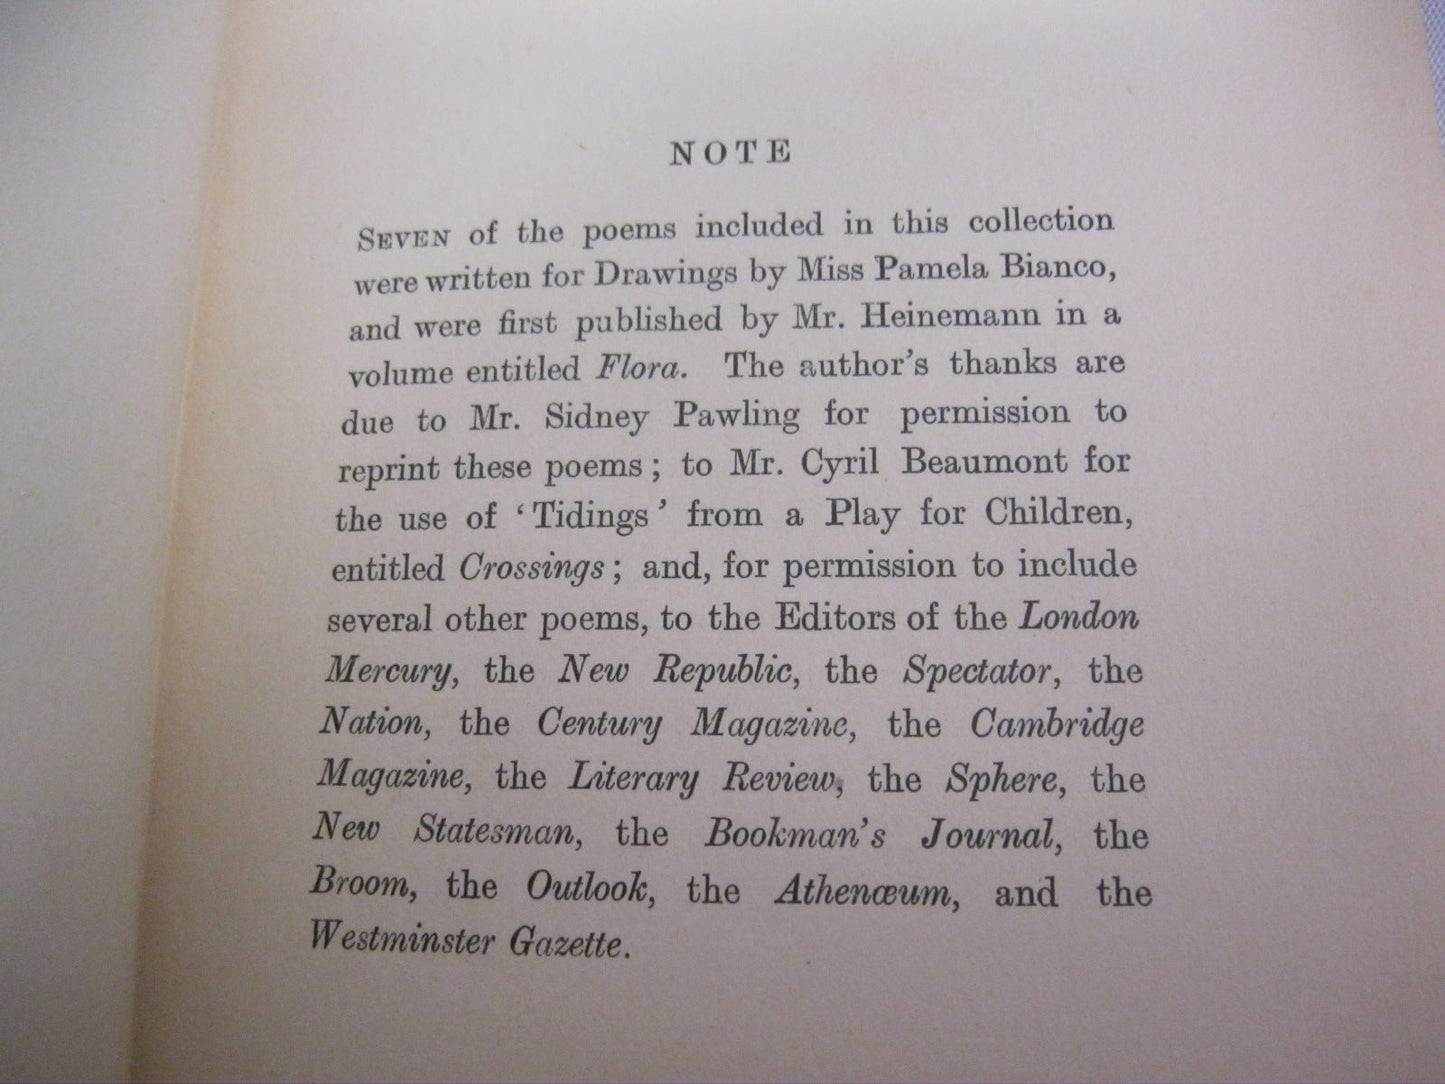 NOTE
SEVEN of the poems included in this collection
were written for Drawings by Miss Pamela Bianco,
and were first published by Mr. Heinemann in a
volume entitled Flora. The author's thanks are
due to Mr. Sidney Pawling for permission to
reprint these poems; to Mr. Cyril Beaumont for
the use of ‘Tidings’ from a Play for Children,
entitled Crossings; and, for permission to include
several other poems, to the Editors of the London
Mercury, the New Republic, the Spectator, the
Nation, the Century Magazine, the Cambridge
Magazine, the Literary Review, the Sphere, the
New Statesman, the Bookman's Journal, the
Broom, the Outlook, the Athenœum, and the
Westminster Gazette.